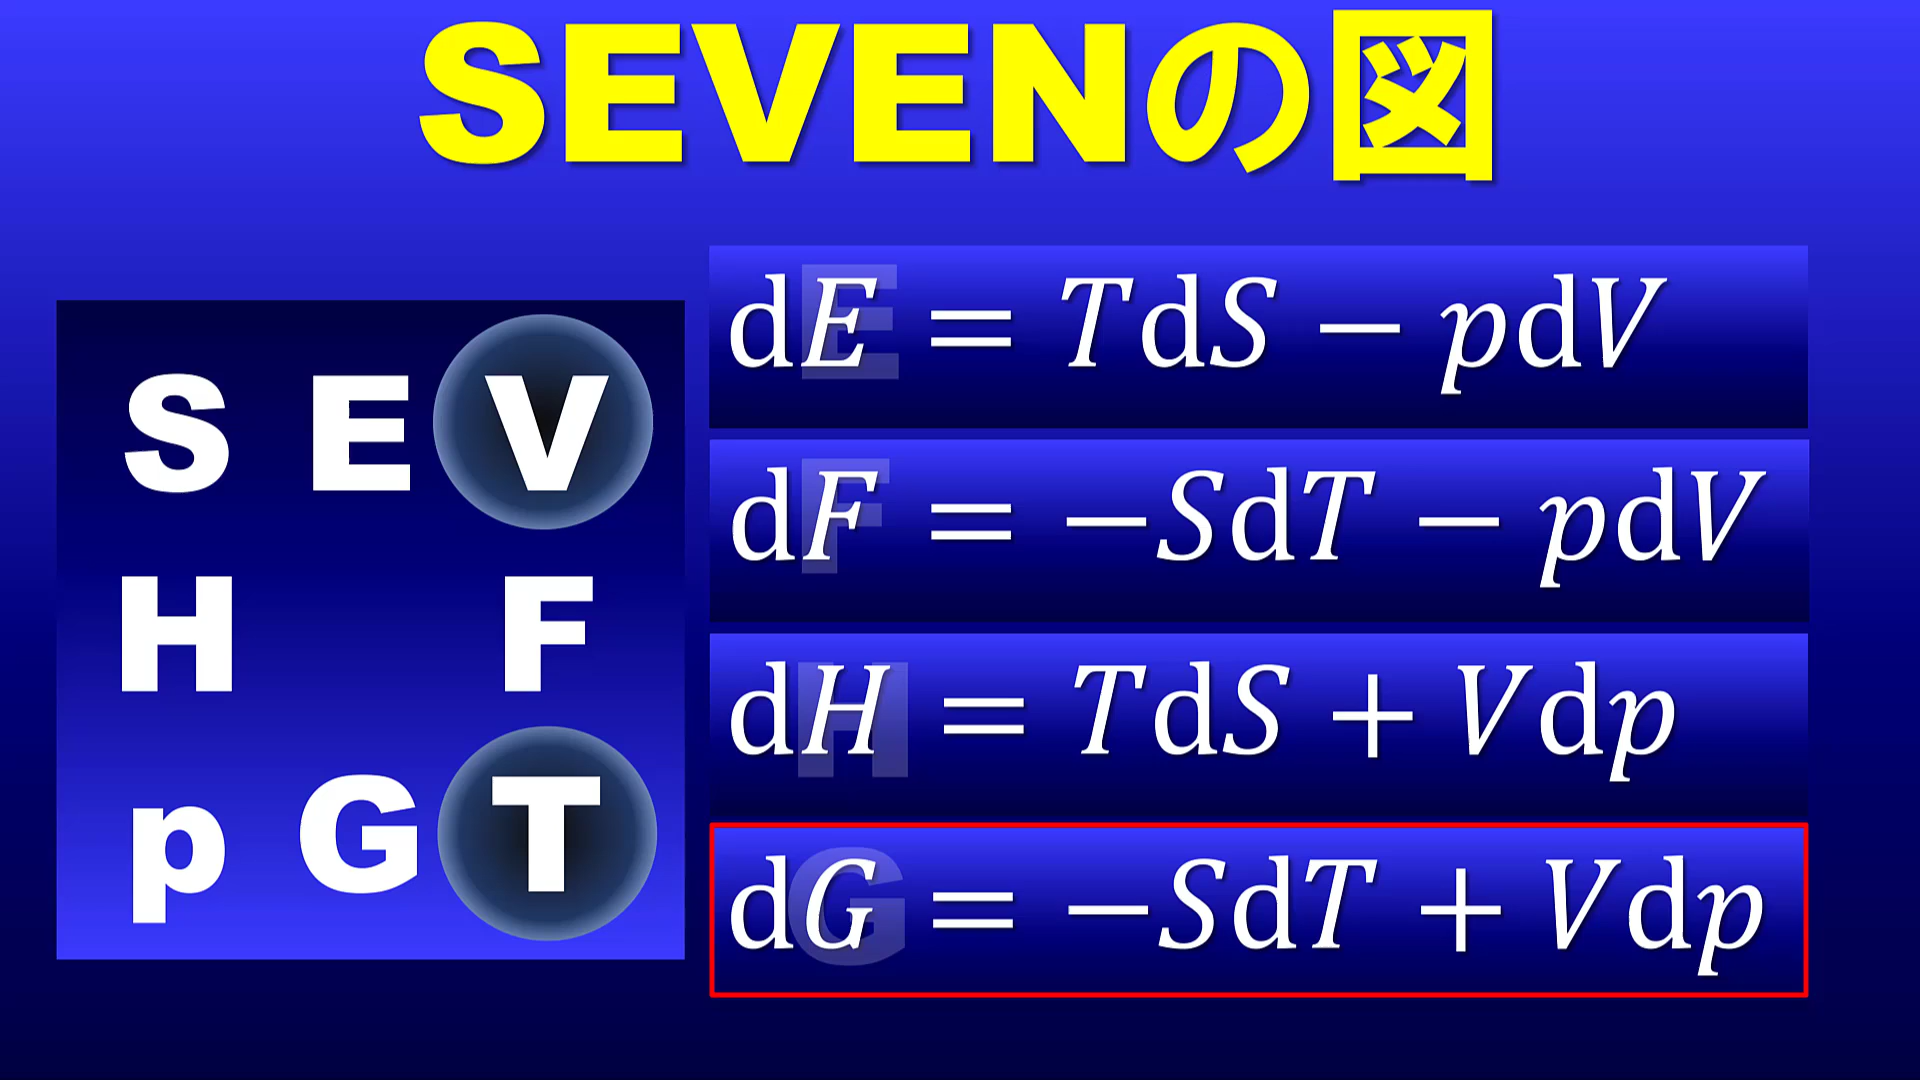 SEVENの図
S E V
H F
p G T
dE = TdS − pdV
dF = −SdT − pdV
dH = TdS + Vdp
dG = −SdT + Vdp